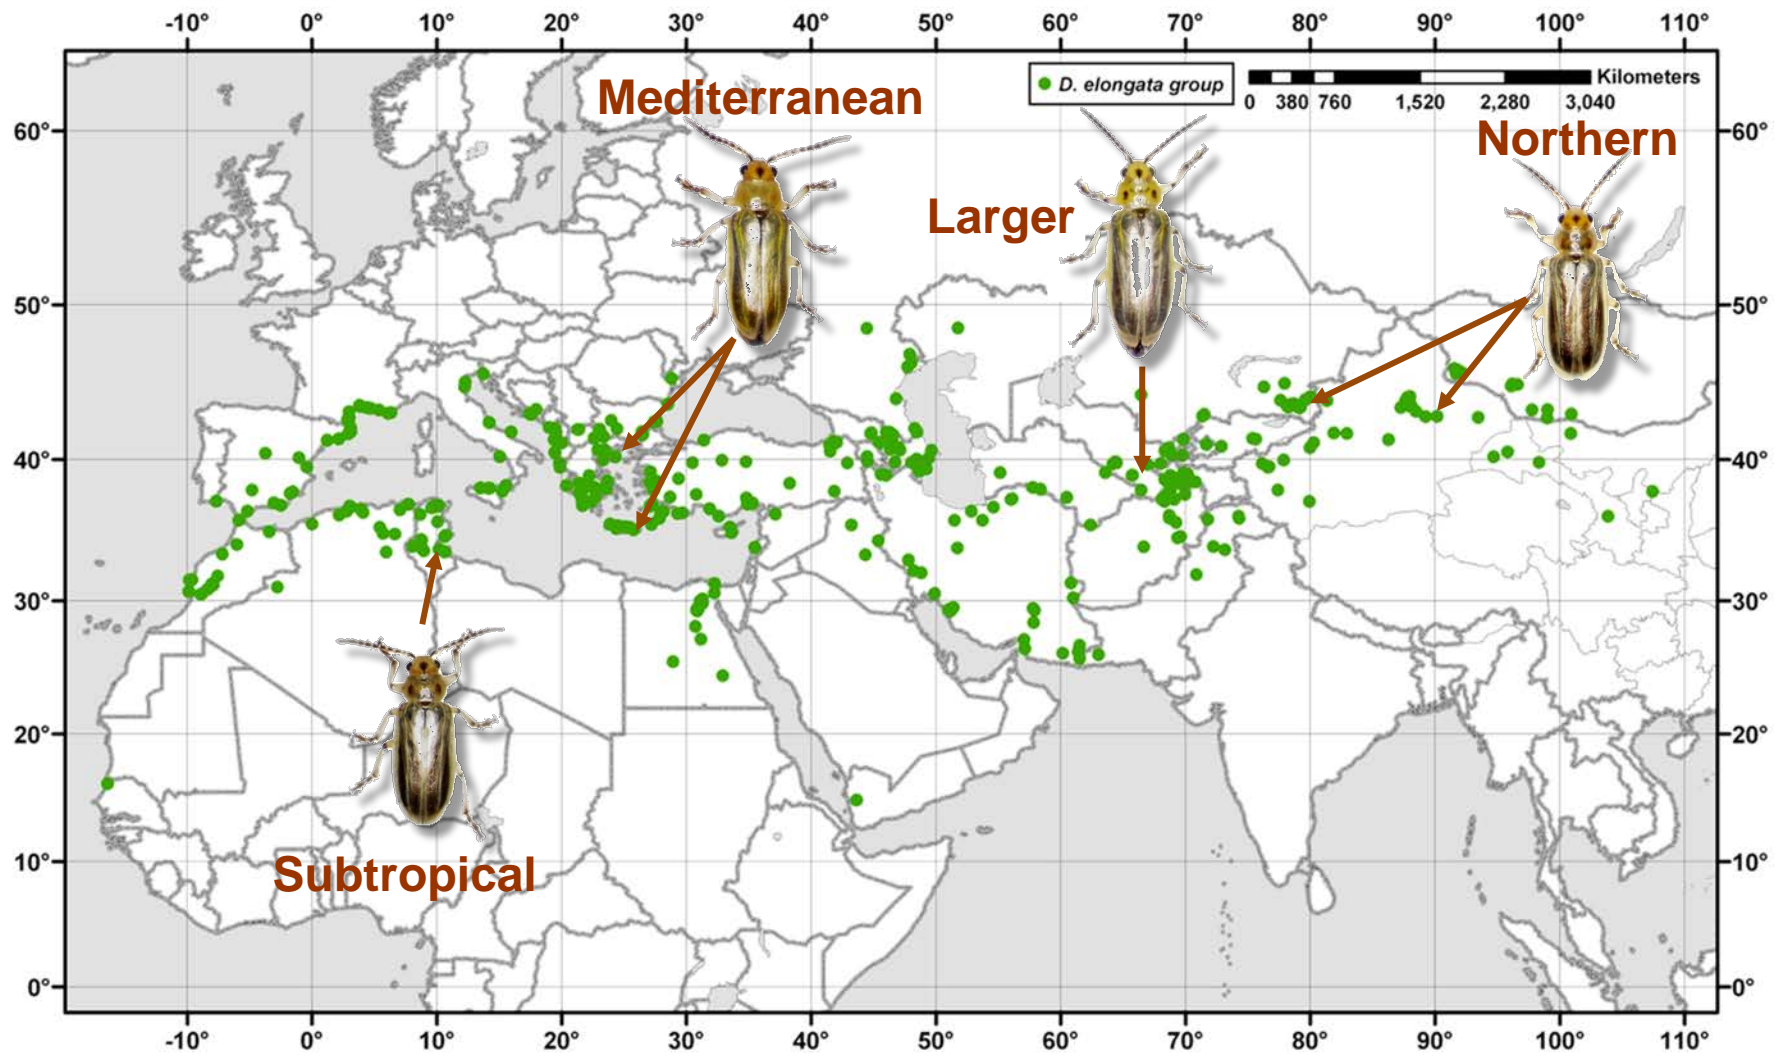 -10° 0° 10° 20° 30° 40° 50° 60° 70° 80° 90° 100° 110°
D. elongata group
Kilometers
0 380 760 1,520 2,280 3,040
Mediterranean
Northern
Larger
Subtropical
60° 60°
50° 50°
40° 40°
30° 30°
20° 20°
10° 10°
0° 0°
-10° 0° 10° 20° 30° 40° 50° 60° 70° 80° 90° 100° 110°